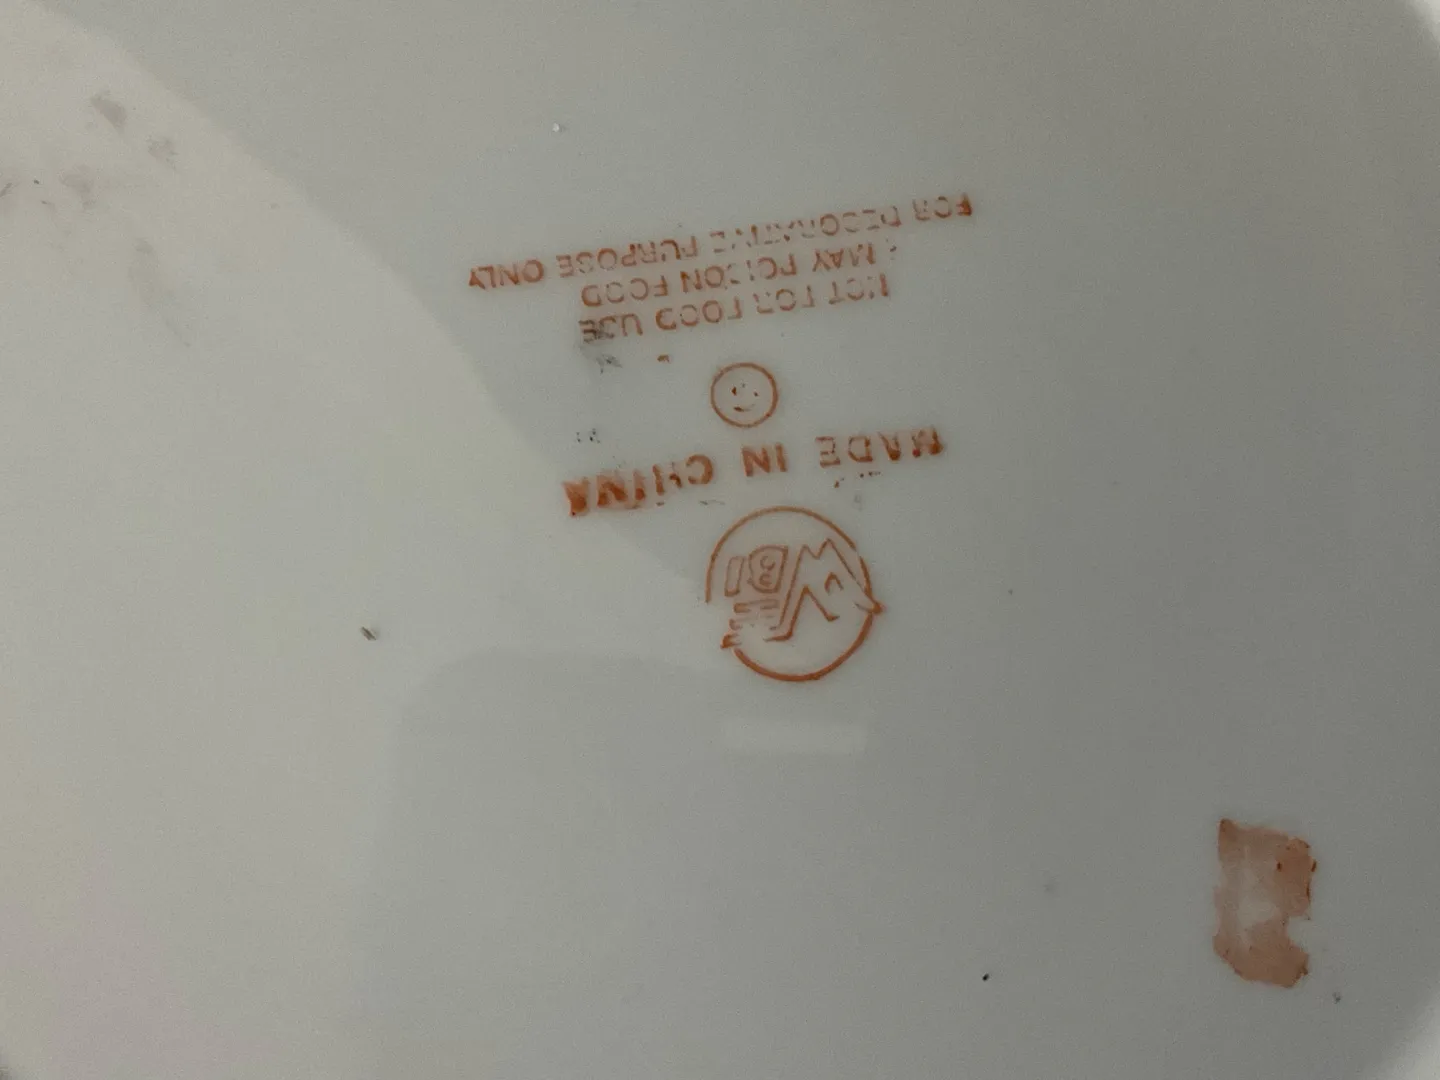 MADE IN CHINA
NOT FOR FOOD USE
MAY POISON FOOD
FOR DECORATIVE PURPOSE ONLY